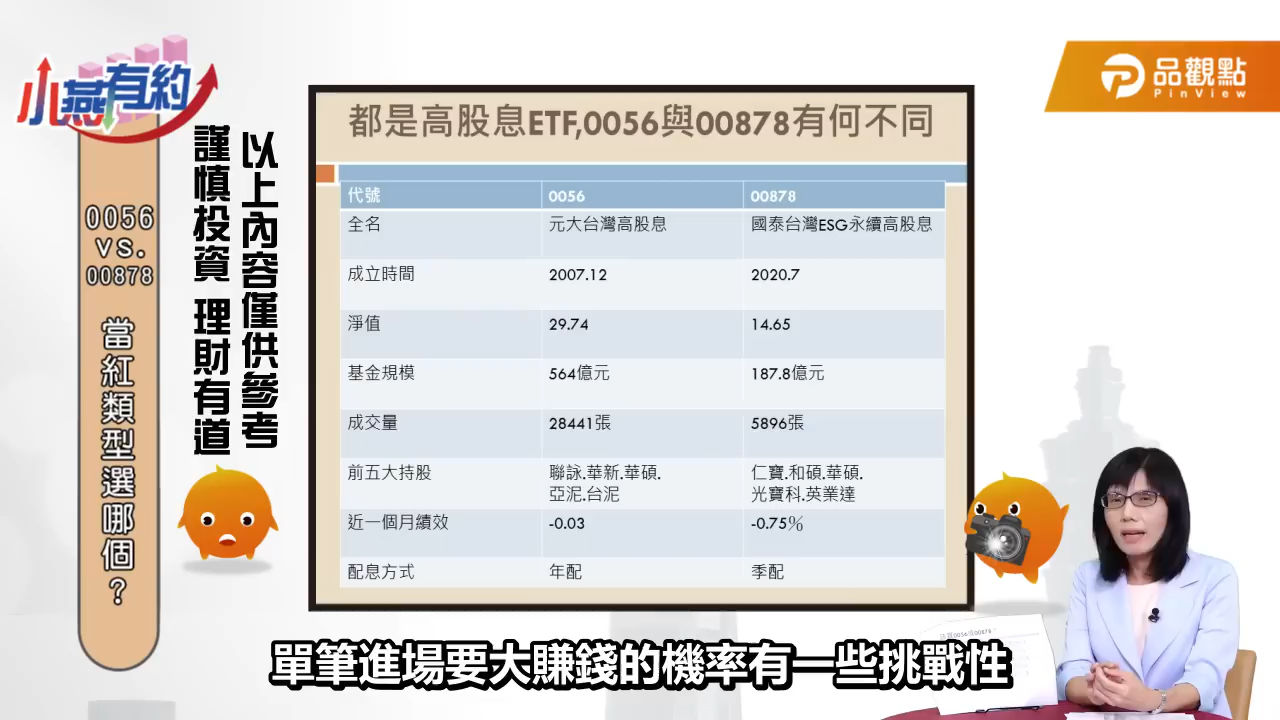 小燕有約
品觀點
PinView
0056
vs.
00878
當紅類型選哪個？
以上內容僅供參考
謹慎投資 理財有道
都是高股息ETF,0056與00878有何不同
代號 0056 00878
全名 元大台灣高股息 國泰台灣ESG永續高股息
成立時間 2007.12 2020.7
淨值 29.74 14.65
基金規模 564億元 187.8億元
成交量 28441張 5896張
前五大持股 聯詠.華新.華碩. 仁寶.和碩.華碩.
亞泥.台泥 光寶科.英業達
近一個月績效 -0.03 -0.75%
配息方式 年配 季配
單筆進場要大賺錢的機率有一些挑戰性